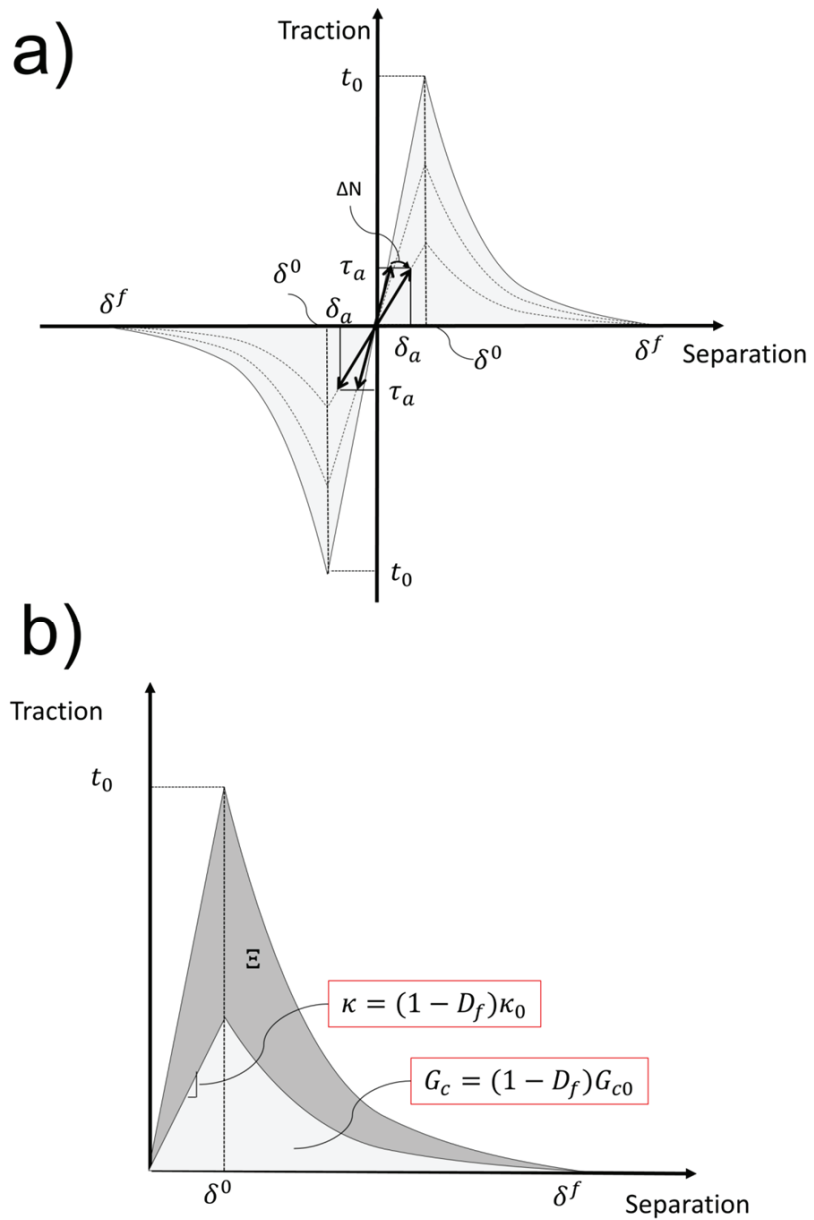 a)
Traction
t₀
ΔN
τₐ
δ⁰
δᶠ
δₐ
δₐ
δ⁰
δᶠ
Separation
τₐ
t₀
b)
Traction
t₀
Ξ
κ = (1 − D_f)κ₀
G_c = (1 − D_f)G_c0
δ⁰
δᶠ
Separation